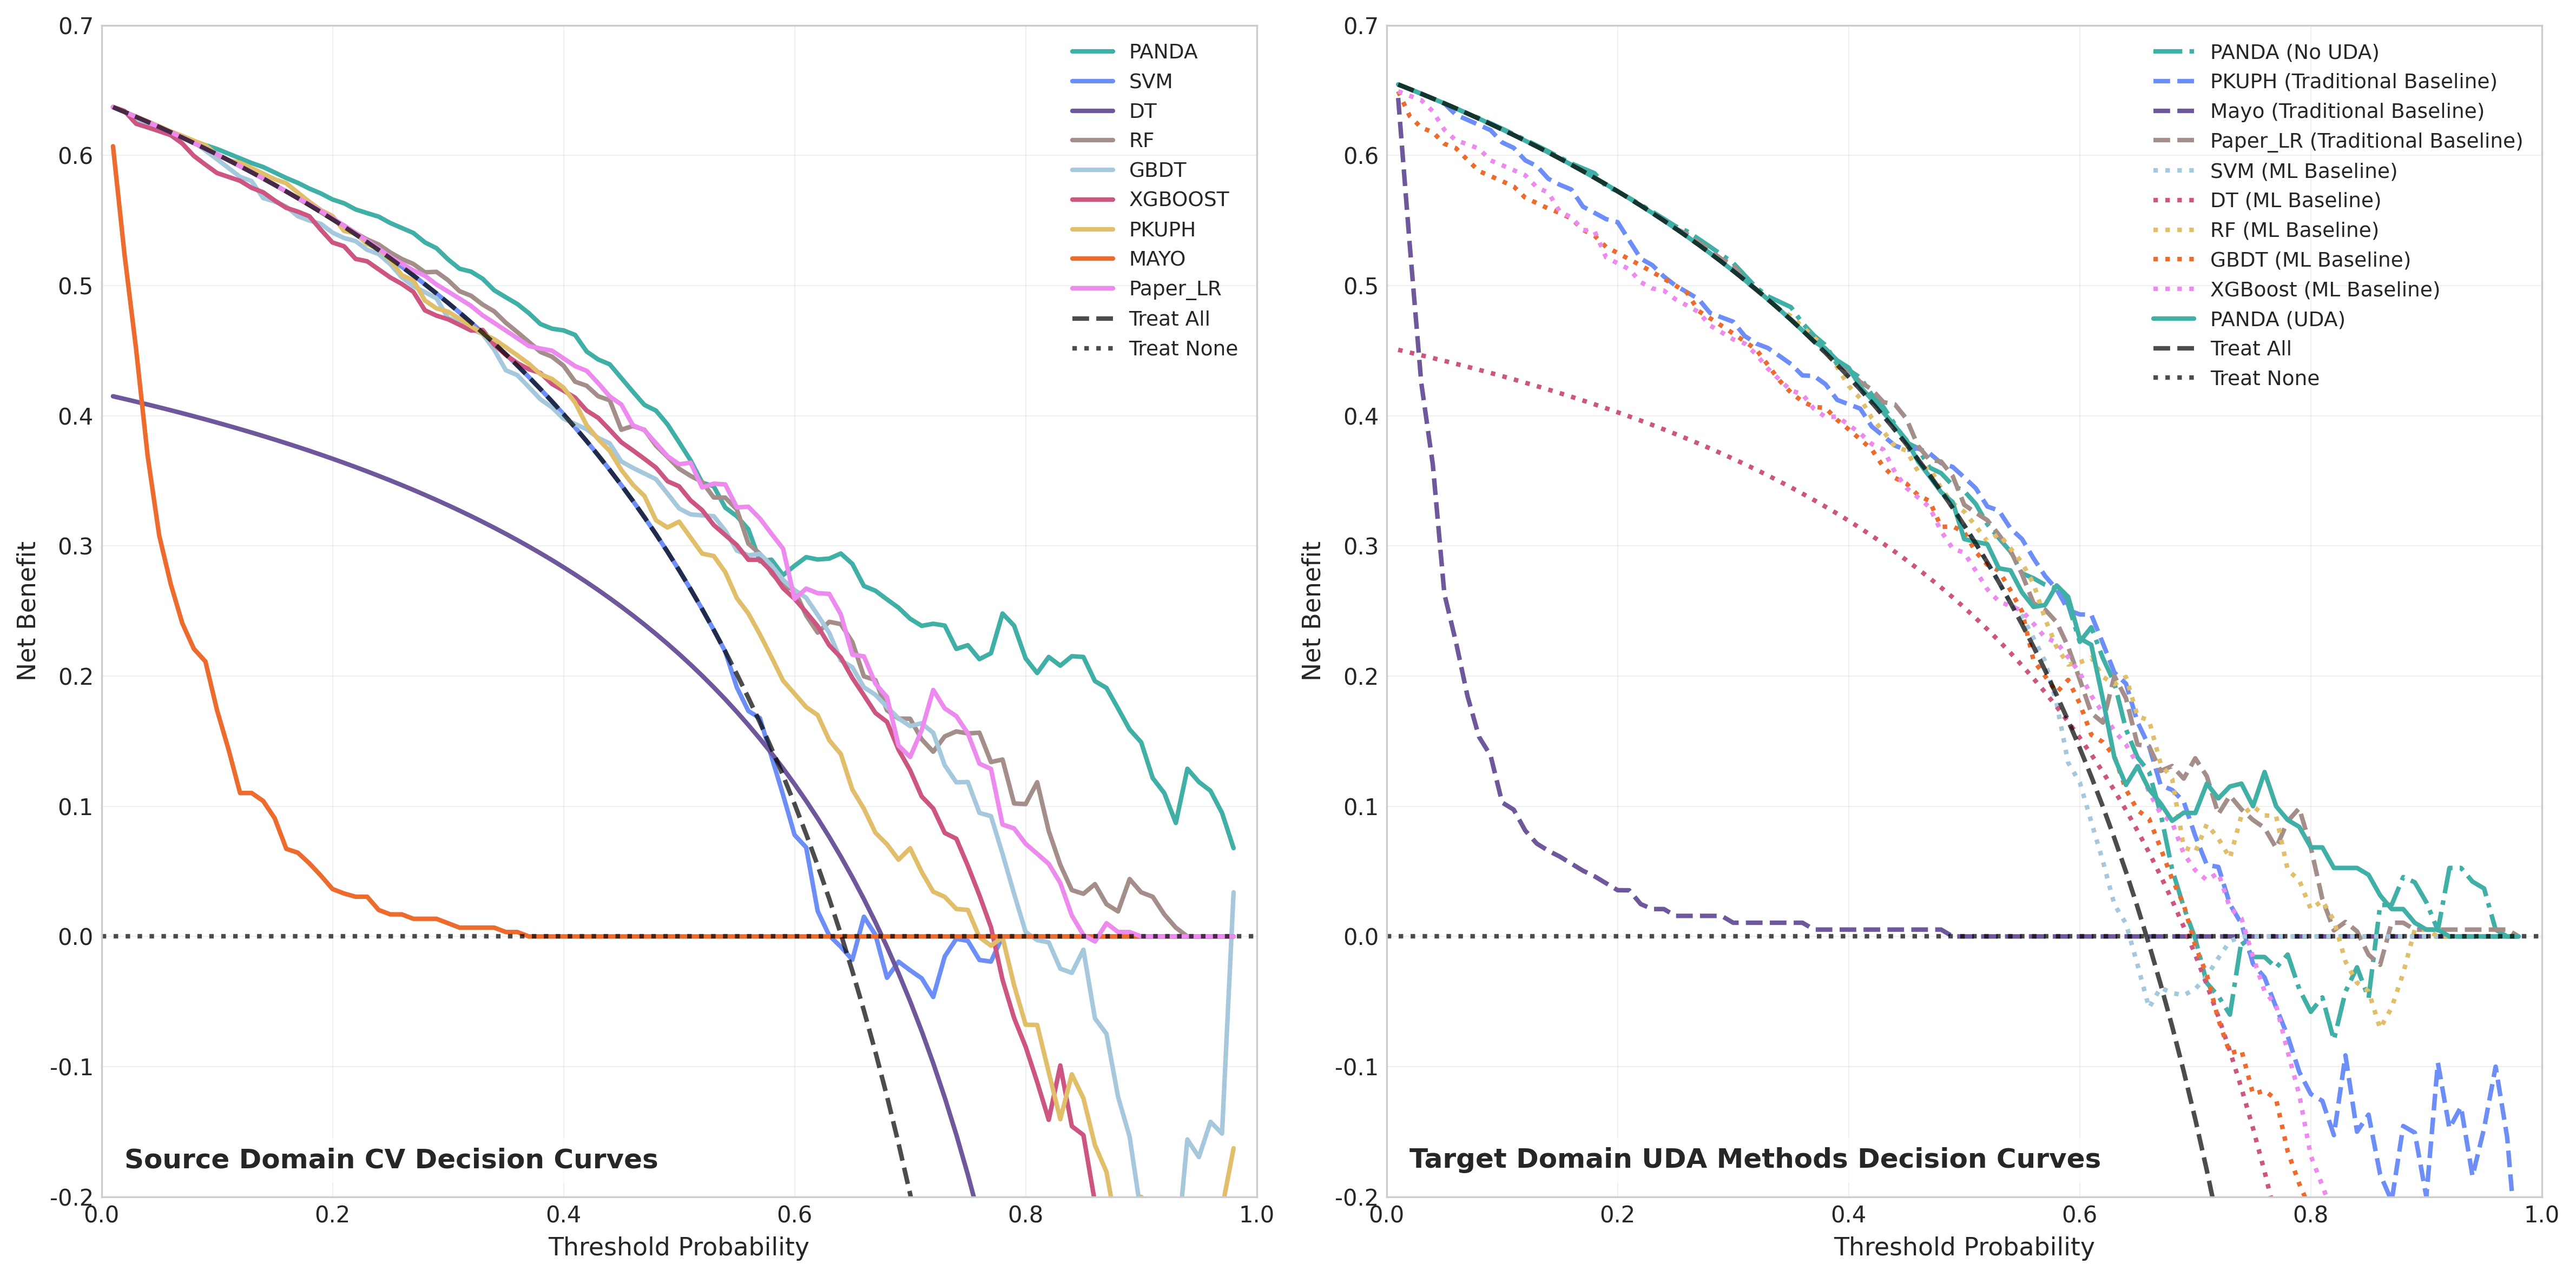 0.7
0.6
0.5
0.4
0.3
0.2
0.1
0.0
-0.1
-0.2
Net Benefit
0.0
0.2
0.4
0.6
0.8
1.0
Threshold Probability
PANDA
SVM
DT
RF
GBDT
XGBOOST
PKUPH
MAYO
Paper_LR
Treat All
Treat None
Source Domain CV Decision Curves
0.7
0.6
0.5
0.4
0.3
0.2
0.1
0.0
-0.1
-0.2
Net Benefit
0.0
0.2
0.4
0.6
0.8
1.0
Threshold Probability
PANDA (No UDA)
PKUPH (Traditional Baseline)
Mayo (Traditional Baseline)
Paper_LR (Traditional Baseline)
SVM (ML Baseline)
DT (ML Baseline)
RF (ML Baseline)
GBDT (ML Baseline)
XGBoost (ML Baseline)
PANDA (UDA)
Treat All
Treat None
Target Domain UDA Methods Decision Curves